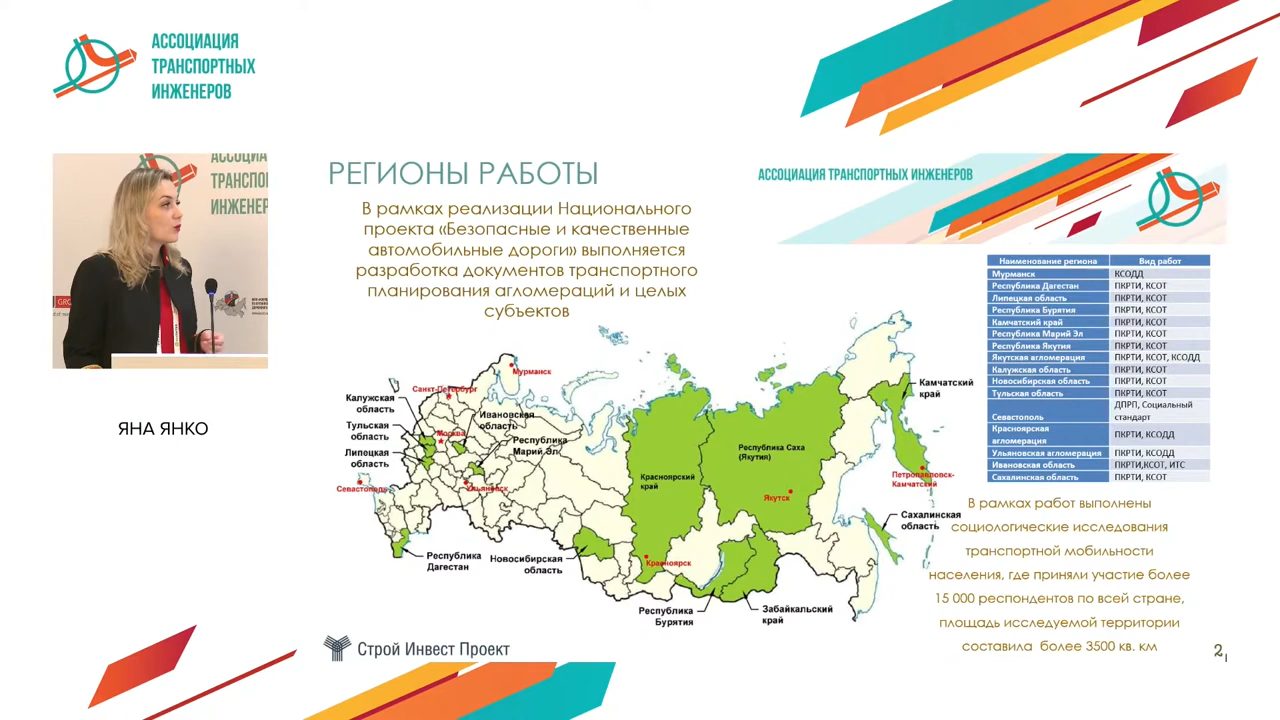 АССОЦИАЦИЯ
ТРАНСПОРТНЫХ
ИНЖЕНЕРОВ
АССОЦИАЦ
ТРАНСПОРТН
ИНЖЕНЕР
GRO
ЯНА ЯНКО
РЕГИОНЫ РАБОТЫ
В рамках реализации Национального
проекта «Безопасные и качественные
автомобильные дороги» выполняется
разработка документов транспортного
планирования агломераций и целых
субъектов
АССОЦИАЦИЯ ТРАНСПОРТНЫХ ИНЖЕНЕРОВ
Наименование региона Вид работ
Мурманск КСОДД
Республика Дагестан ПКРТИ, КСОТ
Липецкая область ПКРТИ, КСОТ
Республика Бурятия ПКРТИ, КСОТ
Камчатский край ПКРТИ, КСОТ
Республика Марий Эл ПКРТИ, КСОТ
Республика Якутия ПКРТИ, КСОТ
Якутская агломерация ПКРТИ, КСОТ, КСОДД
Калужская область ПКРТИ, КСОТ
Новосибирская область ПКРТИ, КСОТ
Тульская область ПКРТИ, КСОТ
Севастополь ДПРП, Социальный
стандарт
Красноярская
агломерация ПКРТИ, КСОДД
Ульяновская агломерация ПКРТИ, КСОДД
Ивановская область ПКРТИ,КСОТ, ИТС
Сахалинская область ПКРТИ, КСОТ
Мурманск
Санкт-Петербург
Калужская
область
Ивановская
область
Тульская
область
Москва
Республика
Марий Эл
Липецкая
область
Севастополь
Ульяновск
Республика
Дагестан
Новосибирская
область
Красноярский
край
Красноярск
Республика Саха
(Якутия)
Якутск
Камчатский
край
Петропавловск-
Камчатский
Сахалинская
область
Республика
Бурятия
Забайкальский
край
В рамках работ выполнены
социологические исследования
транспортной мобильности
населения, где приняли участие более
15 000 респондентов по всей стране,
площадь исследуемой территории
составила более 3500 кв. км
Строй Инвест Проект
2